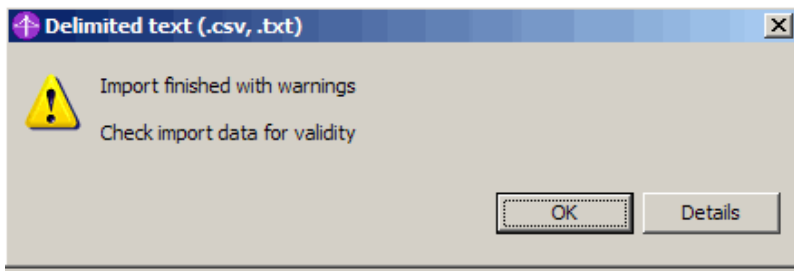 Delimited text (.csv, .txt)
Import finished with warnings
Check import data for validity
OK
Details